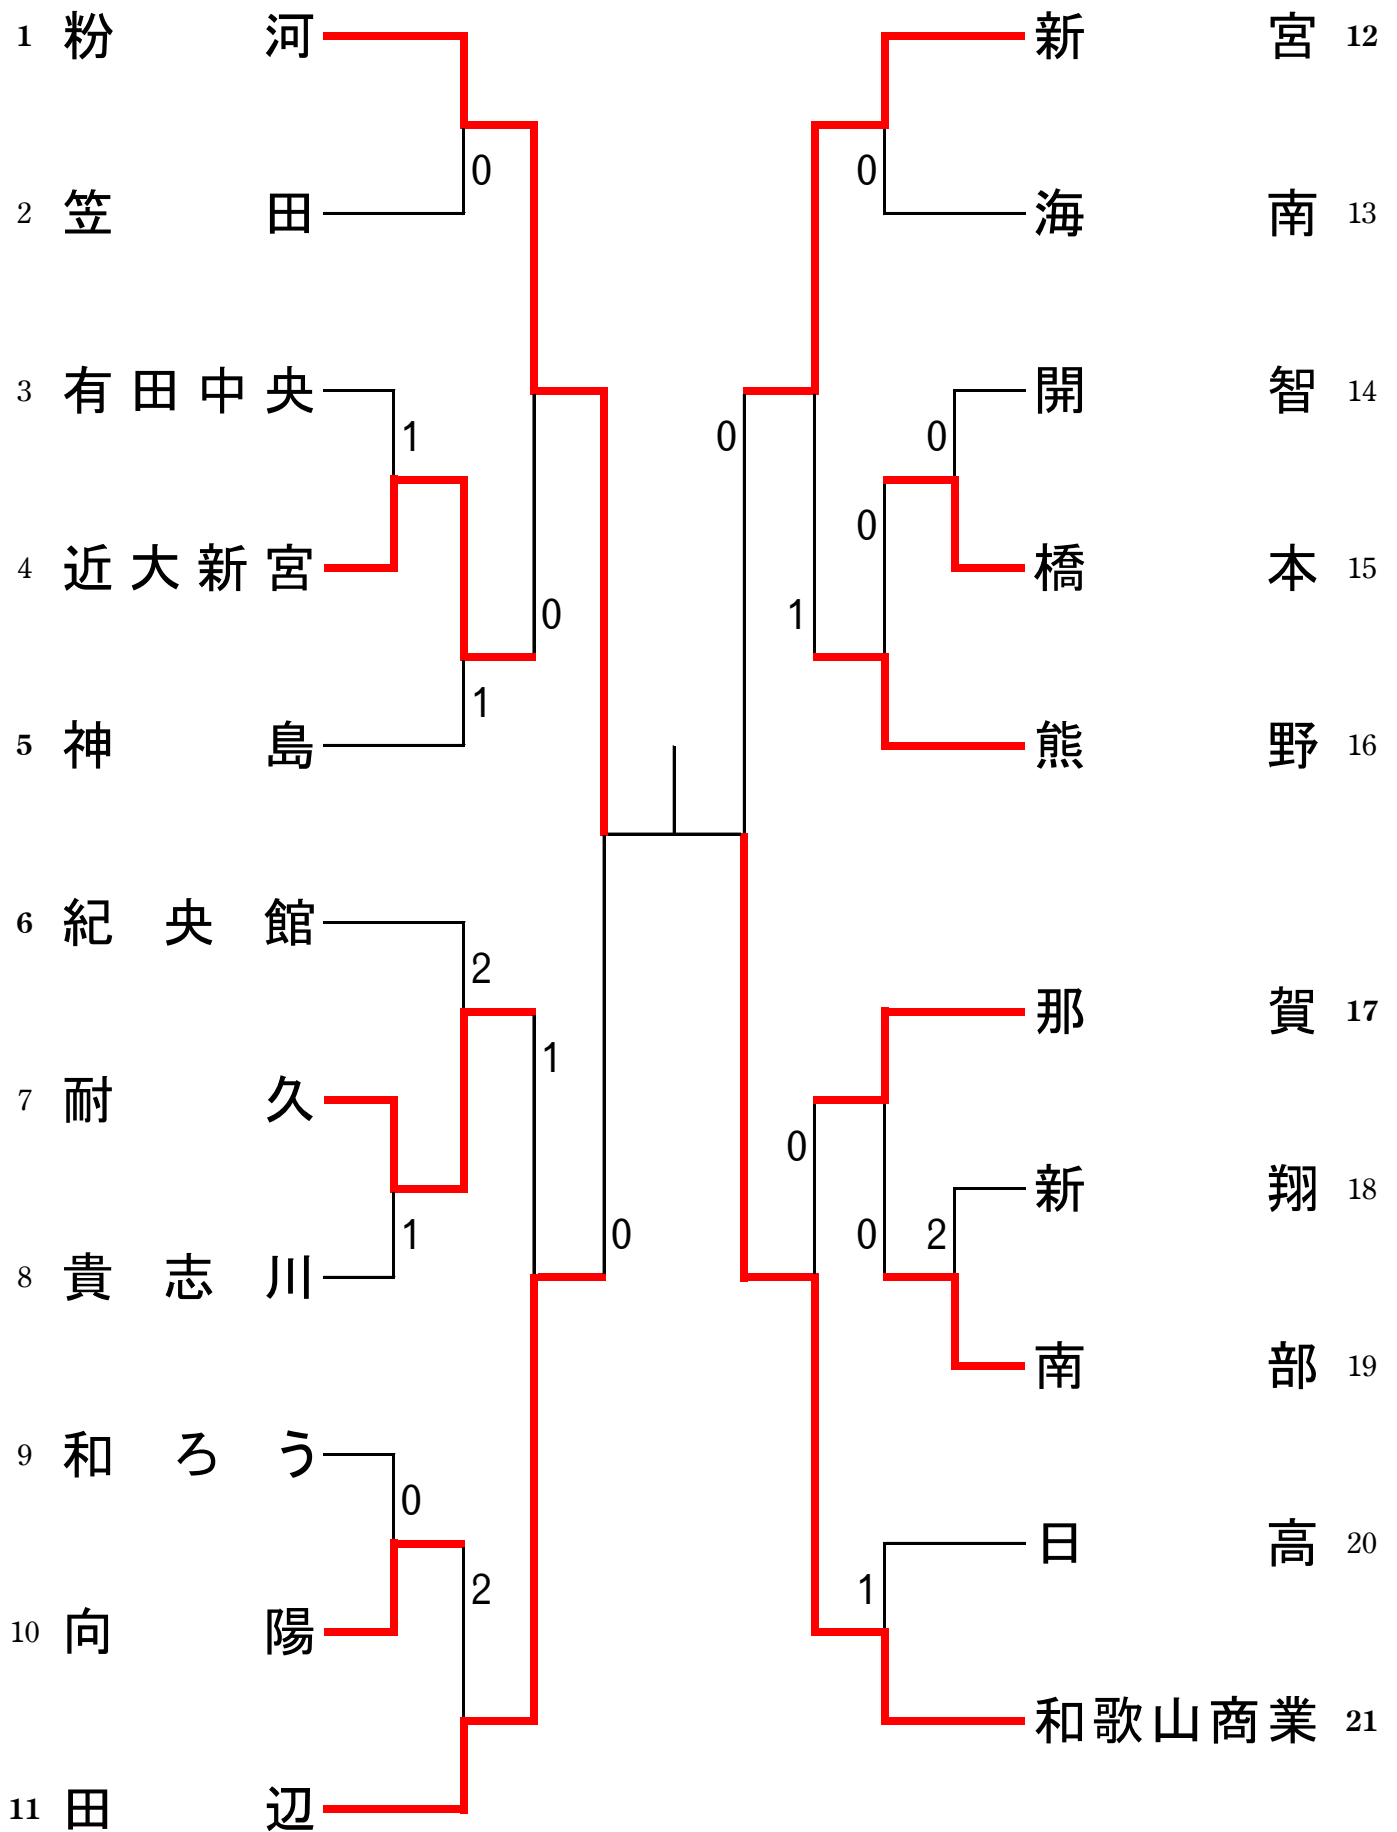 1 粉河
0
2 笠田
3 有田中央
1
4 近大新宮
0
1
5 神島
6 紀央館
2
1
7 耐久
1
0
8 貴志川
9 和ろう
0
2
10 向陽
11 田辺
新宮 12
0
海南 13
開智 14
0
0
0
橋本 15
1
熊野 16
那賀 17
0
新翔 18
0
2
南部 19
日高 20
1
和歌山商業 21